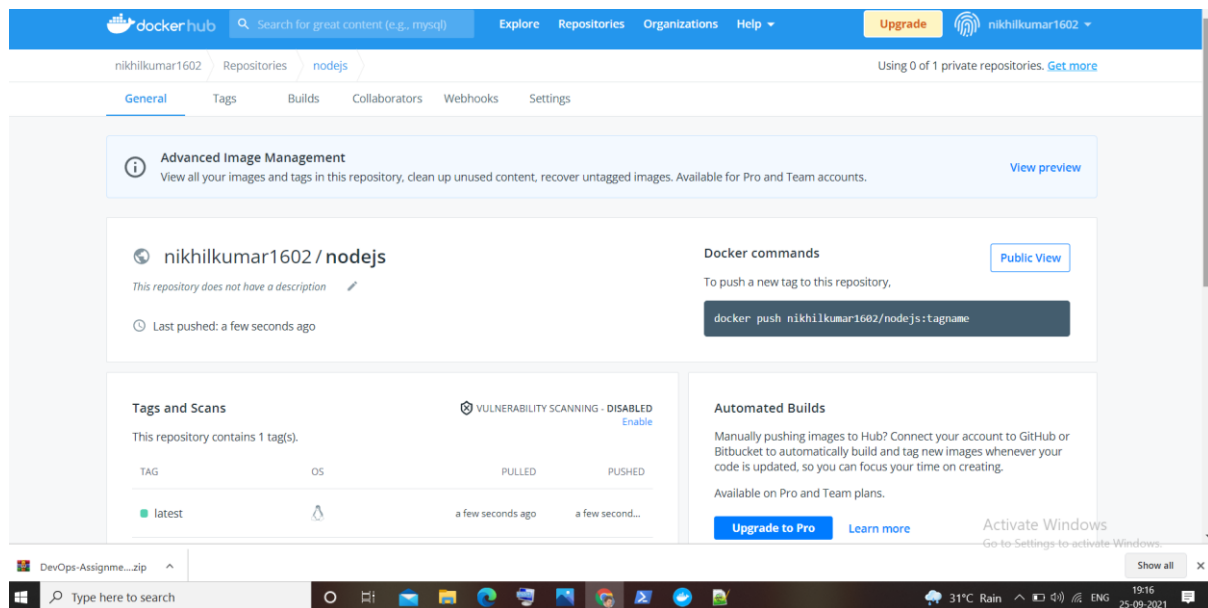 dockerhub
Search for great content (e.g., mysql)
Explore
Repositories
Organizations
Help
Upgrade
nikhilkumar1602
nikhilkumar1602
Repositories
nodejs
Using 0 of 1 private repositories. Get more
General
Tags
Builds
Collaborators
Webhooks
Settings
Advanced Image Management
View all your images and tags in this repository, clean up unused content, recover untagged images. Available for Pro and Team accounts.
View preview
nikhilkumar1602 / nodejs
This repository does not have a description
Last pushed: a few seconds ago
Docker commands
Public View
To push a new tag to this repository,
docker push nikhilkumar1602/nodejs:tagname
Tags and Scans
VULNERABILITY SCANNING - DISABLED
Enable
This repository contains 1 tag(s).
TAG
OS
PULLED
PUSHED
latest
a few seconds ago
a few second...
Automated Builds
Manually pushing images to Hub? Connect your account to GitHub or
Bitbucket to automatically build and tag new images whenever your
code is updated, so you can focus your time on creating.
Available on Pro and Team plans.
Upgrade to Pro
Learn more
Activate Windows
Go to Settings to activate Windows.
DevOps-Assignme....zip
Show all
Type here to search
31°C Rain
ENG
19:16
25-09-2021